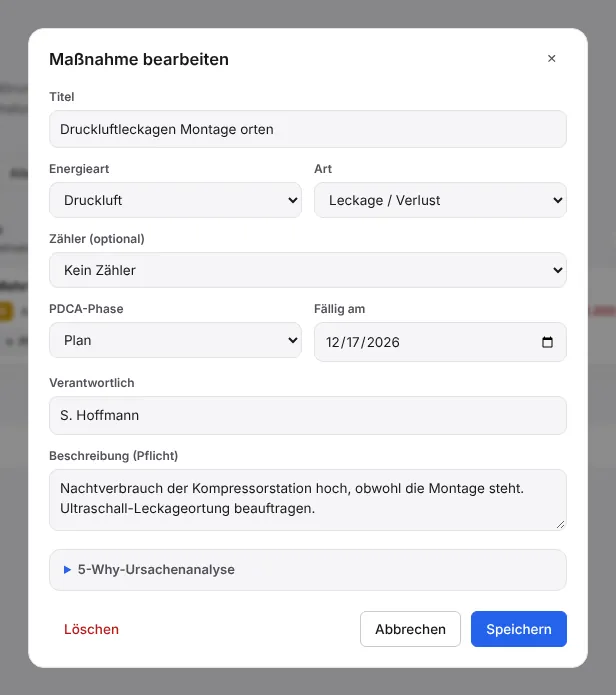 Maßnahme bearbeiten ×
Titel
Druckluftleckagen Montage orten
Energieart Art
Druckluft Leckage / Verlust
Zähler (optional)
Kein Zähler
PDCA-Phase Fällig am
Plan 12/17/2026
Verantwortlich
S. Hoffmann
Beschreibung (Pflicht)
Nachtverbrauch der Kompressorstation hoch, obwohl die Montage steht.
Ultraschall-Leckageortung beauftragen.
5-Why-Ursachenanalyse
Löschen Abbrechen Speichern